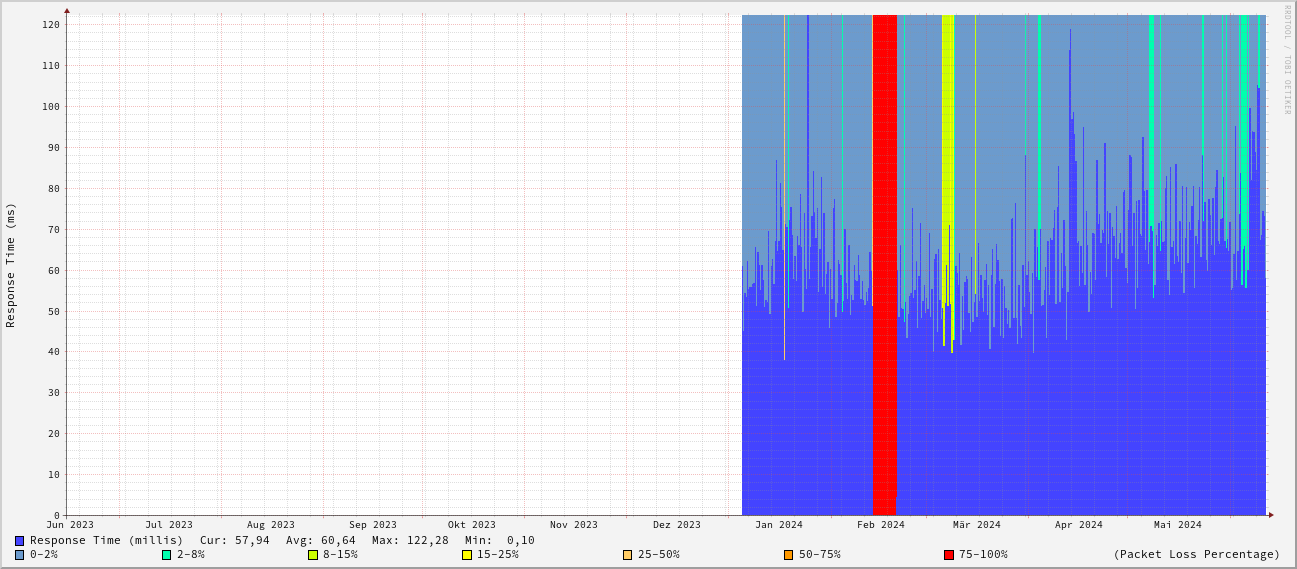 RRDTOOL / TOBI OETIKER
Response Time (ms)
120
110
100
90
80
70
60
50
40
30
20
10
0
Jun 2023 Jul 2023 Aug 2023 Sep 2023 Okt 2023 Nov 2023 Dez 2023 Jan 2024 Feb 2024 Mär 2024 Apr 2024 Mai 2024
Response Time (millis) Cur: 57,94 Avg: 60,64 Max: 122,28 Min: 0,10
0-2% 2-8% 8-15% 15-25% 25-50% 50-75% 75-100% (Packet Loss Percentage)